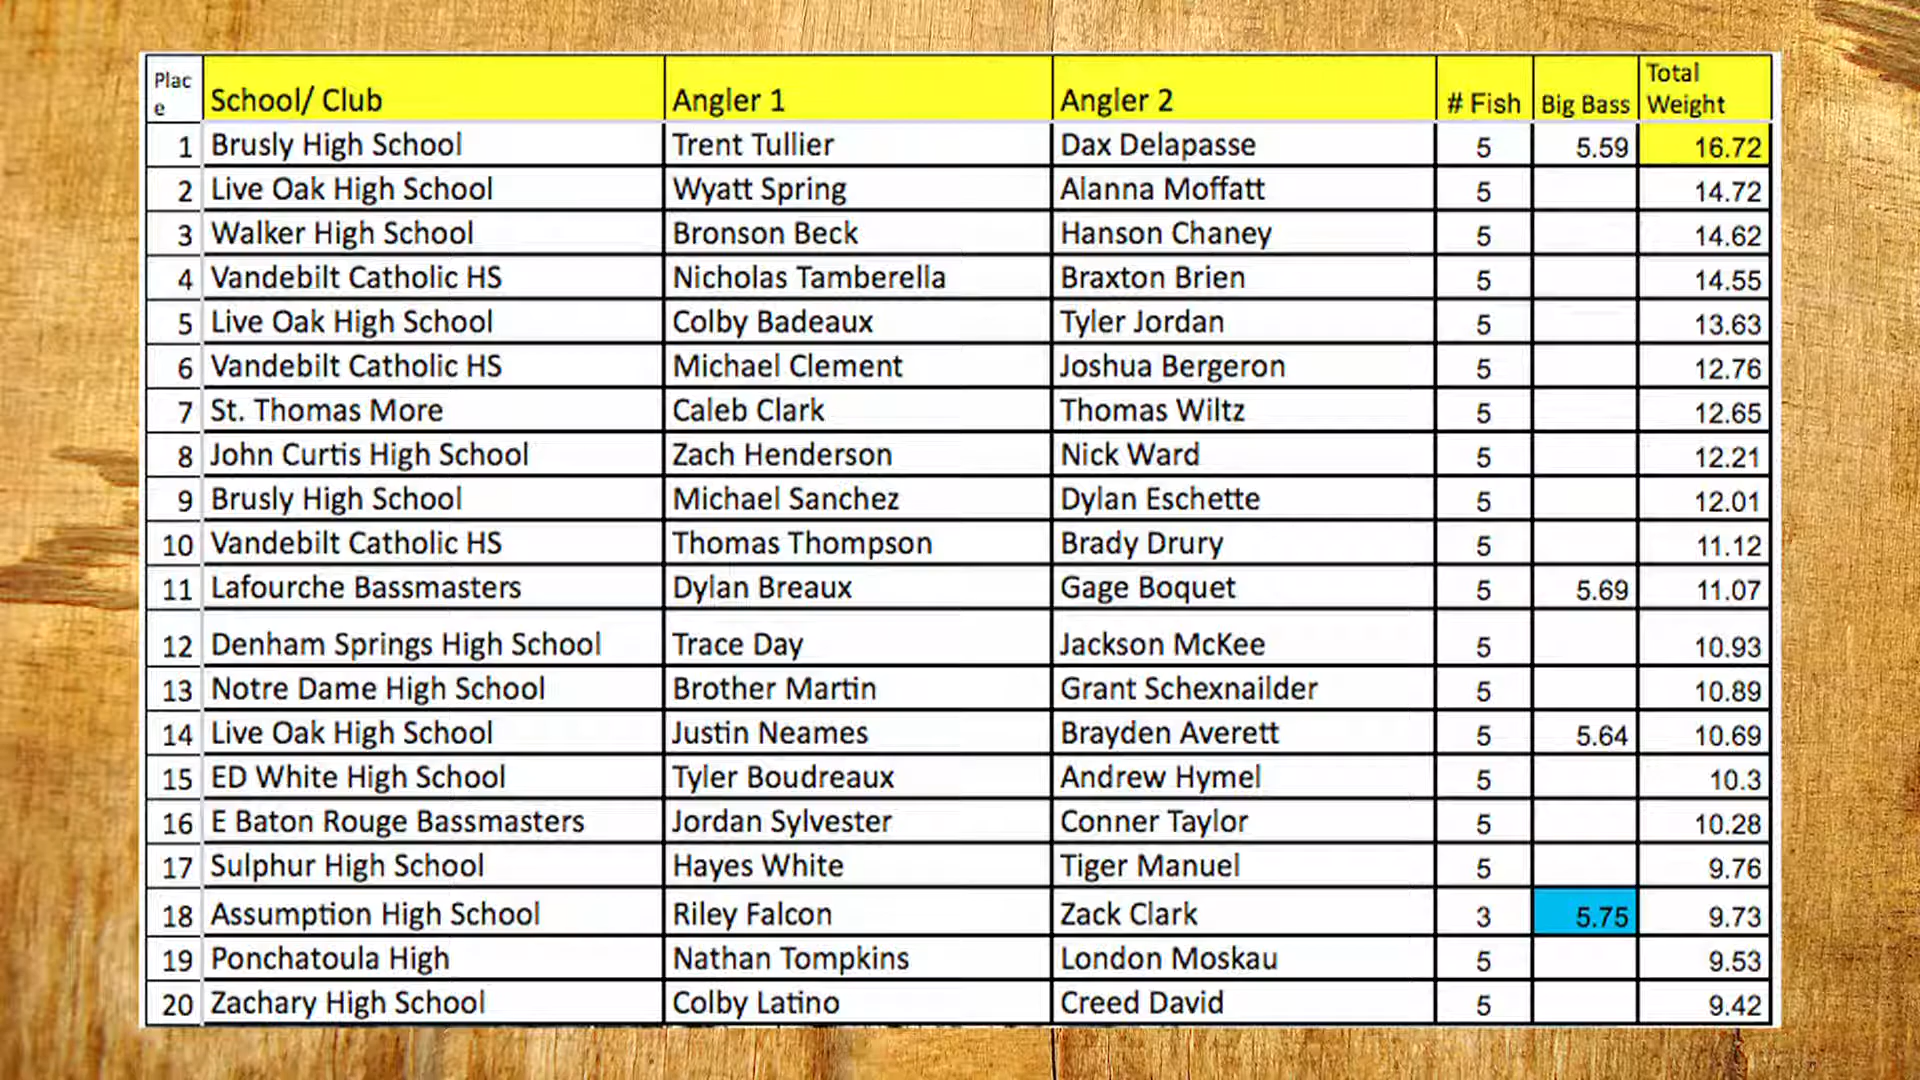 Plac
e School/ Club Angler 1 Angler 2 # Fish Big Bass Total
Weight
1 Brusly High School Trent Tullier Dax Delapasse 5 5.59 16.72
2 Live Oak High School Wyatt Spring Alanna Moffatt 5 14.72
3 Walker High School Bronson Beck Hanson Chaney 5 14.62
4 Vandebilt Catholic HS Nicholas Tamberella Braxton Brien 5 14.55
5 Live Oak High School Colby Badeaux Tyler Jordan 5 13.63
6 Vandebilt Catholic HS Michael Clement Joshua Bergeron 5 12.76
7 St. Thomas More Caleb Clark Thomas Wiltz 5 12.65
8 John Curtis High School Zach Henderson Nick Ward 5 12.21
9 Brusly High School Michael Sanchez Dylan Eschette 5 12.01
10 Vandebilt Catholic HS Thomas Thompson Brady Drury 5 11.12
11 Lafourche Bassmasters Dylan Breaux Gage Boquet 5 5.69 11.07
12 Denham Springs High School Trace Day Jackson McKee 5 10.93
13 Notre Dame High School Brother Martin Grant Schexnailder 5 10.89
14 Live Oak High School Justin Neames Brayden Averett 5 5.64 10.69
15 ED White High School Tyler Boudreaux Andrew Hymel 5 10.3
16 E Baton Rouge Bassmasters Jordan Sylvester Conner Taylor 5 10.28
17 Sulphur High School Hayes White Tiger Manuel 5 9.76
18 Assumption High School Riley Falcon Zack Clark 3 5.75 9.73
19 Ponchatoula High Nathan Tompkins London Moskau 5 9.53
20 Zachary High School Colby Latino Creed David 5 9.42